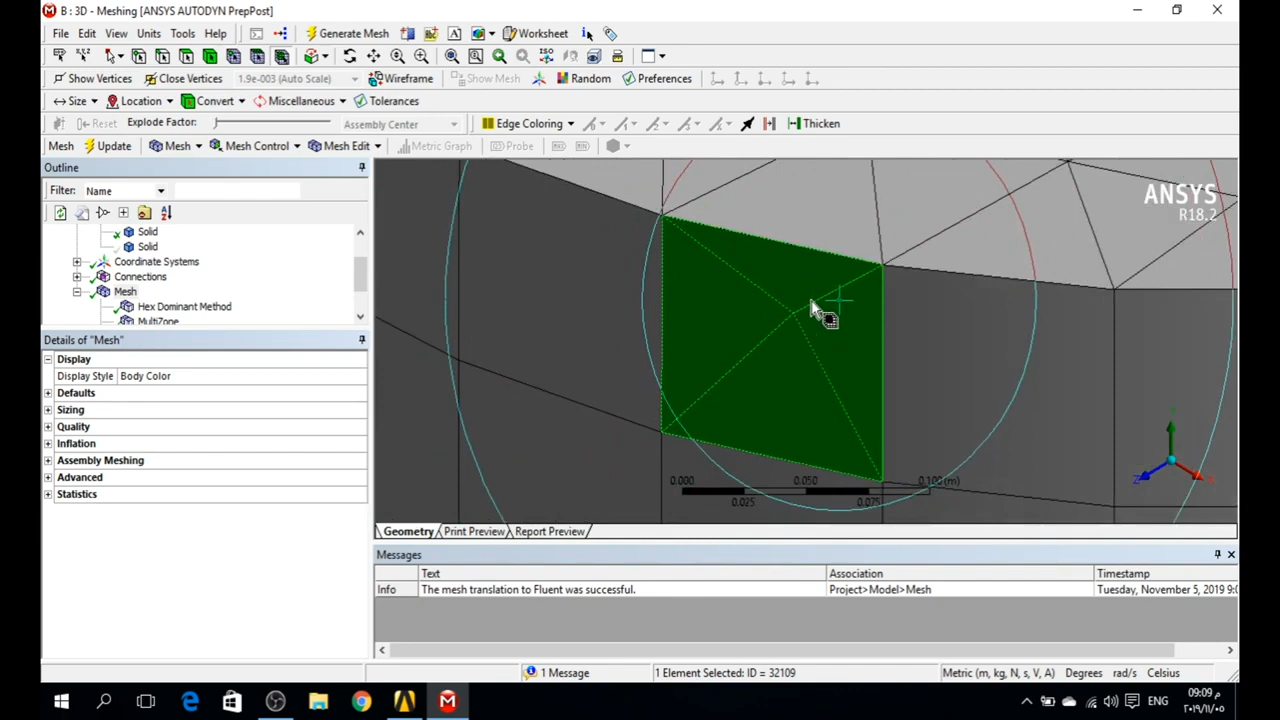 B : 3D - Meshing [ANSYS AUTODYN PrepPost]
File Edit View Units Tools Help Generate Mesh Worksheet
Show Vertices Close Vertices 1.9e-003 (Auto Scale) Wireframe Show Mesh Random Preferences
Size Location Convert Miscellaneous Tolerances
Reset Explode Factor: Assembly Center Edge Coloring Thicken
Mesh Update Mesh Mesh Control Mesh Edit Metric Graph Probe
Outline
Filter: Name
Solid
Solid
Coordinate Systems
Connections
Mesh
Hex Dominant Method
MultiZone
Details of "Mesh"
Display
Display Style Body Color
Defaults
Sizing
Quality
Inflation
Assembly Meshing
Advanced
Statistics
ANSYS
R18.2
Y
Z
X
0.000 0.050 0.100 (m)
0.025 0.075
Geometry Print Preview Report Preview
Messages
Text Association Timestamp
Info The mesh translation to Fluent was successful. Project>Model>Mesh Tuesday, November 5, 2019 9:0
1 Message 1 Element Selected: ID = 32109 Metric (m, kg, N, s, V, A) Degrees rad/s Celsius
ENG
09:09 م
٢٠١٩/١١/٠٥